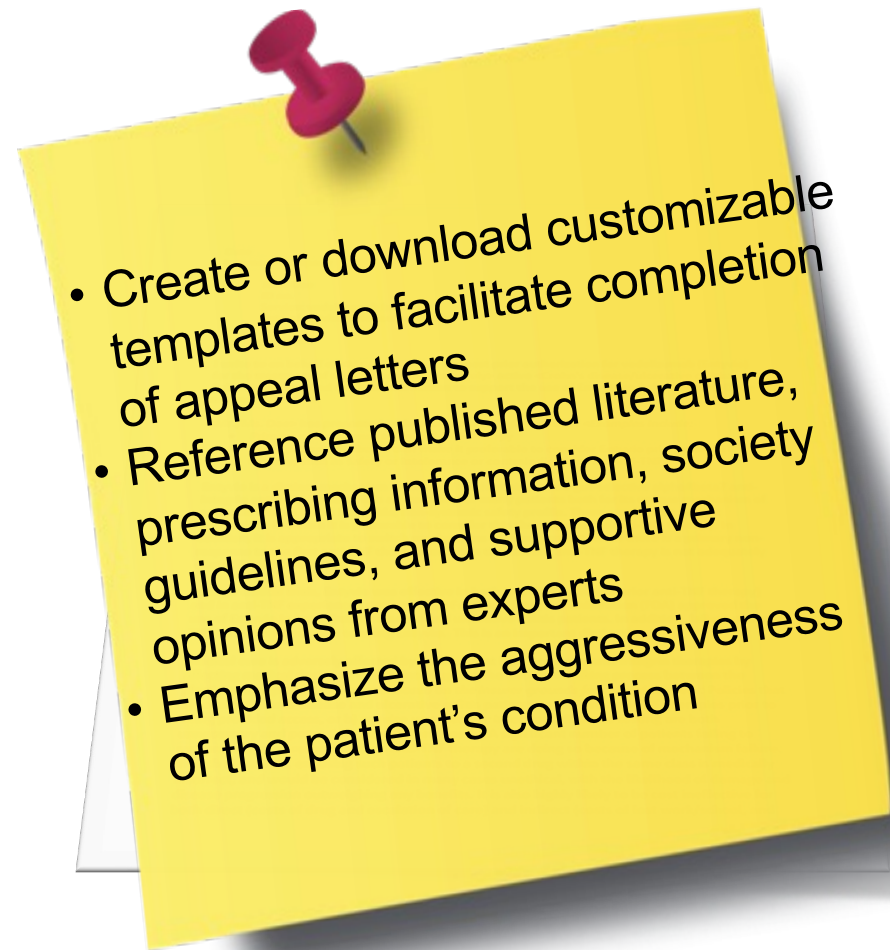 • Create or download customizable
templates to facilitate completion
of appeal letters
• Reference published literature,
prescribing information, society
guidelines, and supportive
opinions from experts
• Emphasize the aggressiveness
of the patient’s condition